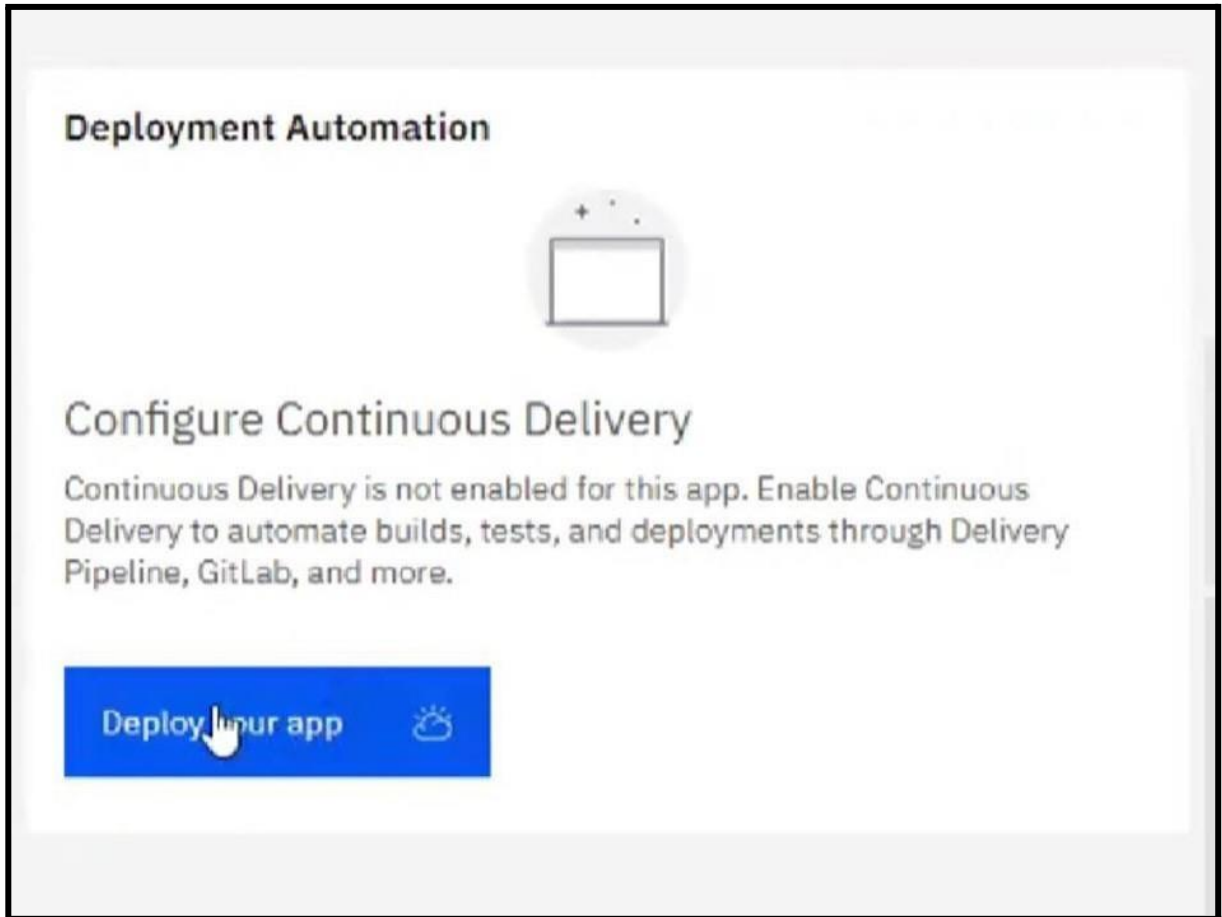 Deployment Automation
Configure Continuous Delivery
Continuous Delivery is not enabled for this app. Enable Continuous
Delivery to automate builds, tests, and deployments through Delivery
Pipeline, GitLab, and more.
Deploy your app